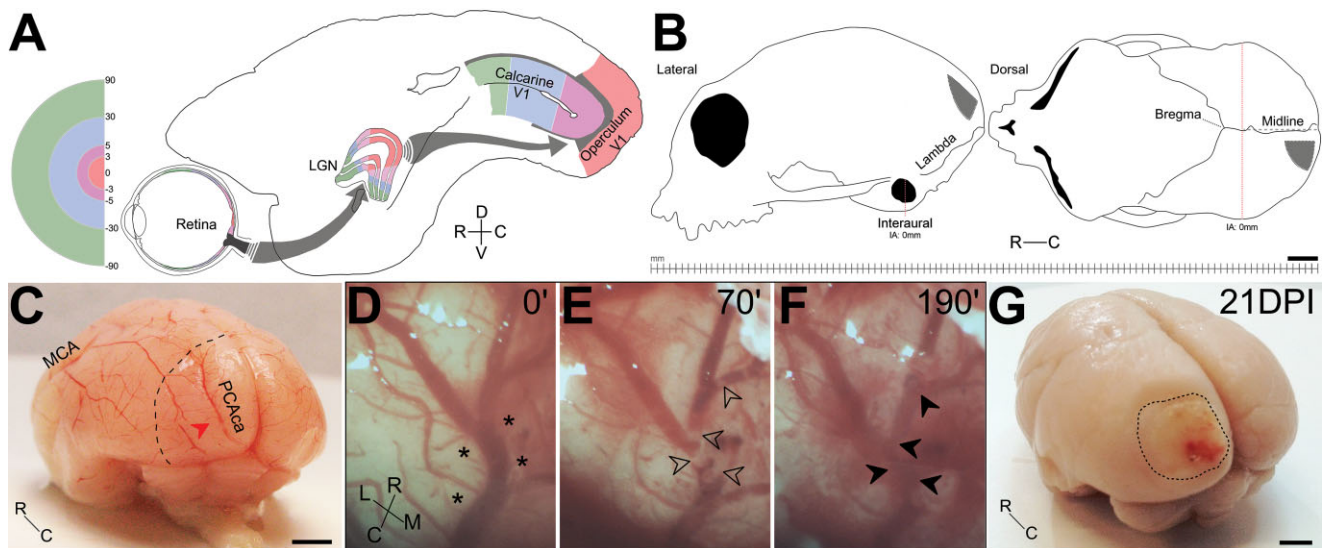 A
90
30
5
3
0
-3
-5
-30
-90
Retina
LGN
Calcarine
V1
Operculum
V1
D
R C
V
B
Lateral
Lambda
Interaural
IA: 0mm
Dorsal
Bregma
Midline
IA: 0mm
R C
mm
C
MCA
PCAca
R
C
D 0'
*
*
*
*
R
L
M
C
E 70'
F 190'
G 21DPI
R
C